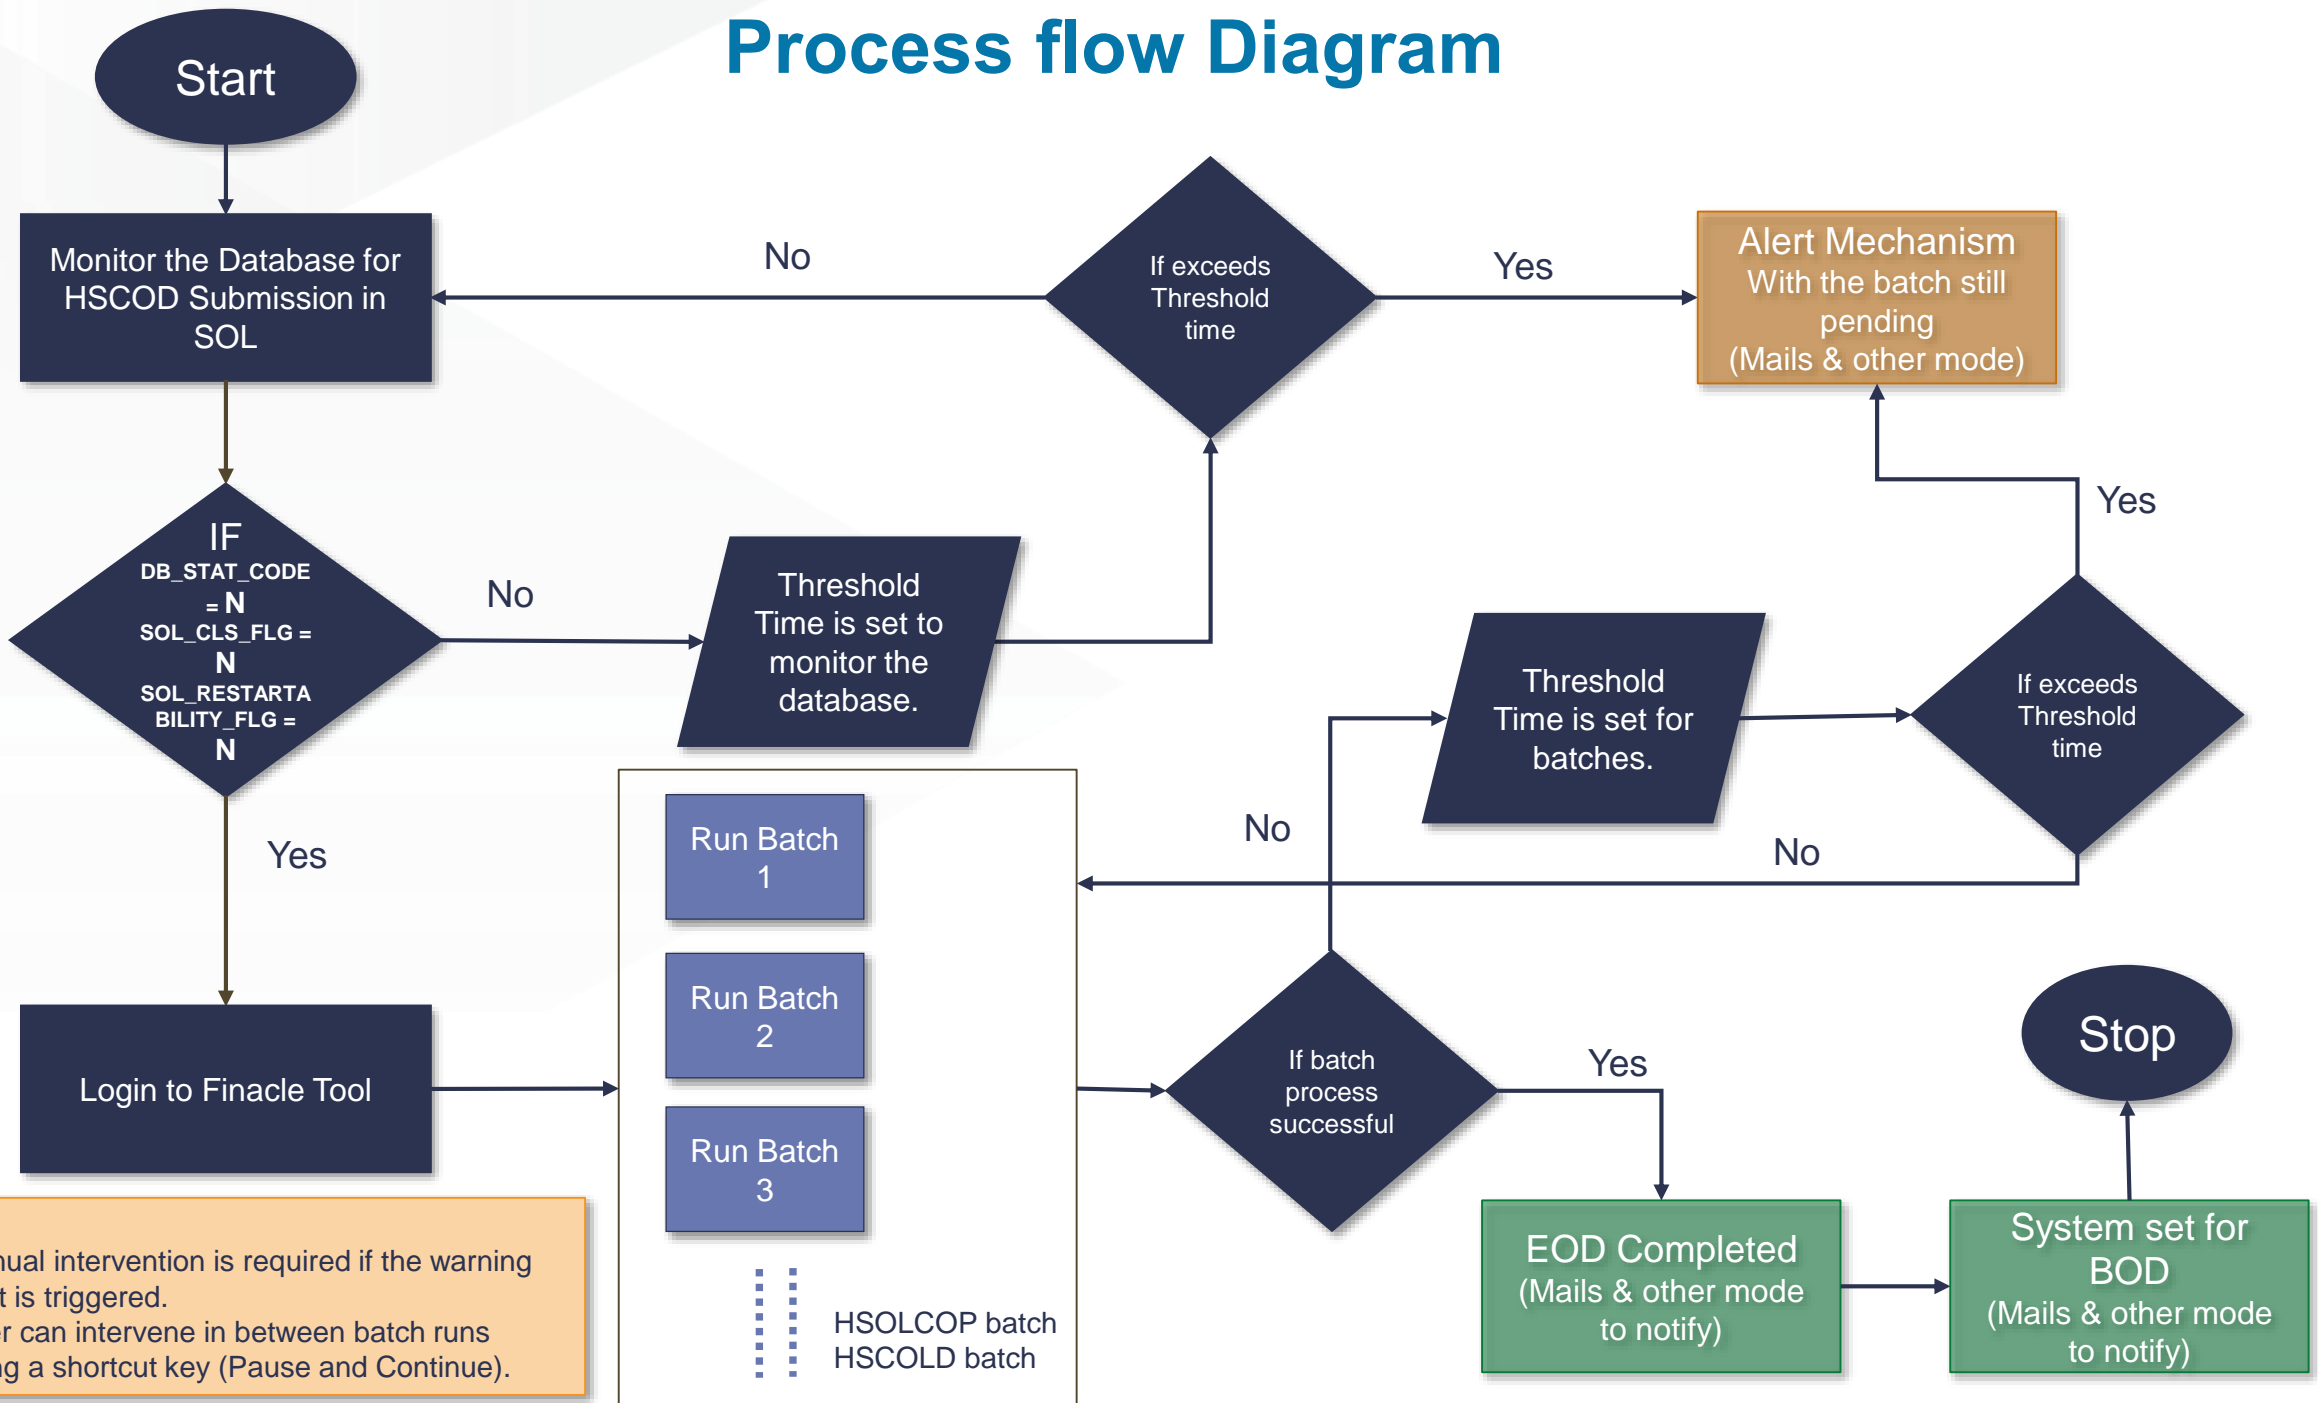 Process flow Diagram
Start
Monitor the Database for
HSCOD Submission in
SOL
No
If exceeds
Threshold
time
Yes
Alert Mechanism
With the batch still
pending
(Mails & other mode)
Yes
IF
DB_STAT_CODE
= N
SOL_CLS_FLG =
N
SOL_RESTARTA
BILITY_FLG =
N
No
Threshold
Time is set to
monitor the
database.
Threshold
Time is set for
batches.
If exceeds
Threshold
time
Yes
Run Batch
1
No
No
Run Batch
2
Login to Finacle Tool
Run Batch
3
If batch
process
successful
Yes
Stop
intervention is required if the warning
is triggered.
can intervene in between batch runs
a shortcut key (Pause and Continue).
HSOLCOP batch
HSCOLD batch
EOD Completed
(Mails & other mode
to notify)
System set for
BOD
(Mails & other mode
to notify)